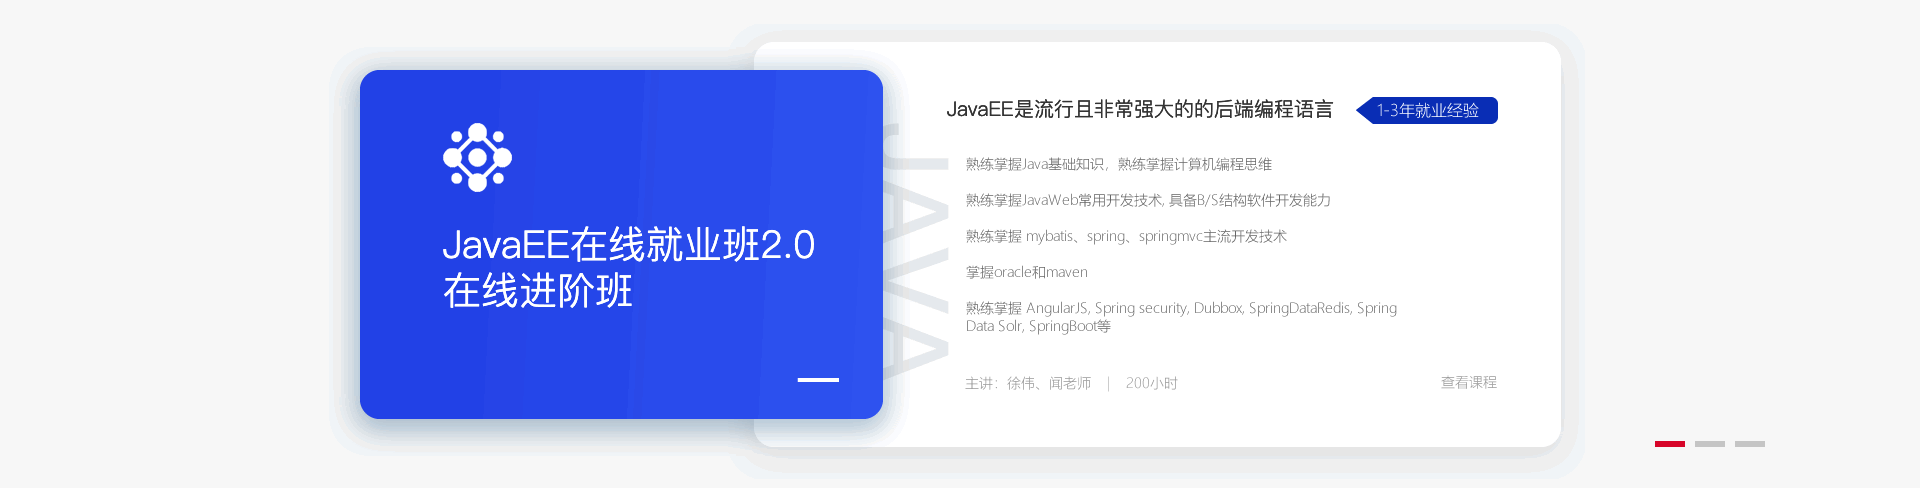 JavaEE在线就业班2.0
在线进阶班
JAVA
JavaEE是流行且非常强大的的后端编程语言
1-3年就业经验
熟练掌握Java基础知识，熟练掌握计算机编程思维
熟练掌握JavaWeb常用开发技术, 具备B/S结构软件开发能力
熟练掌握 mybatis、spring、springmvc主流开发技术
掌握oracle和maven
熟练掌握 AngularJS, Spring security, Dubbox, SpringDataRedis, Spring
Data Solr, SpringBoot等
主讲：徐伟、闻老师 | 200小时
查看课程